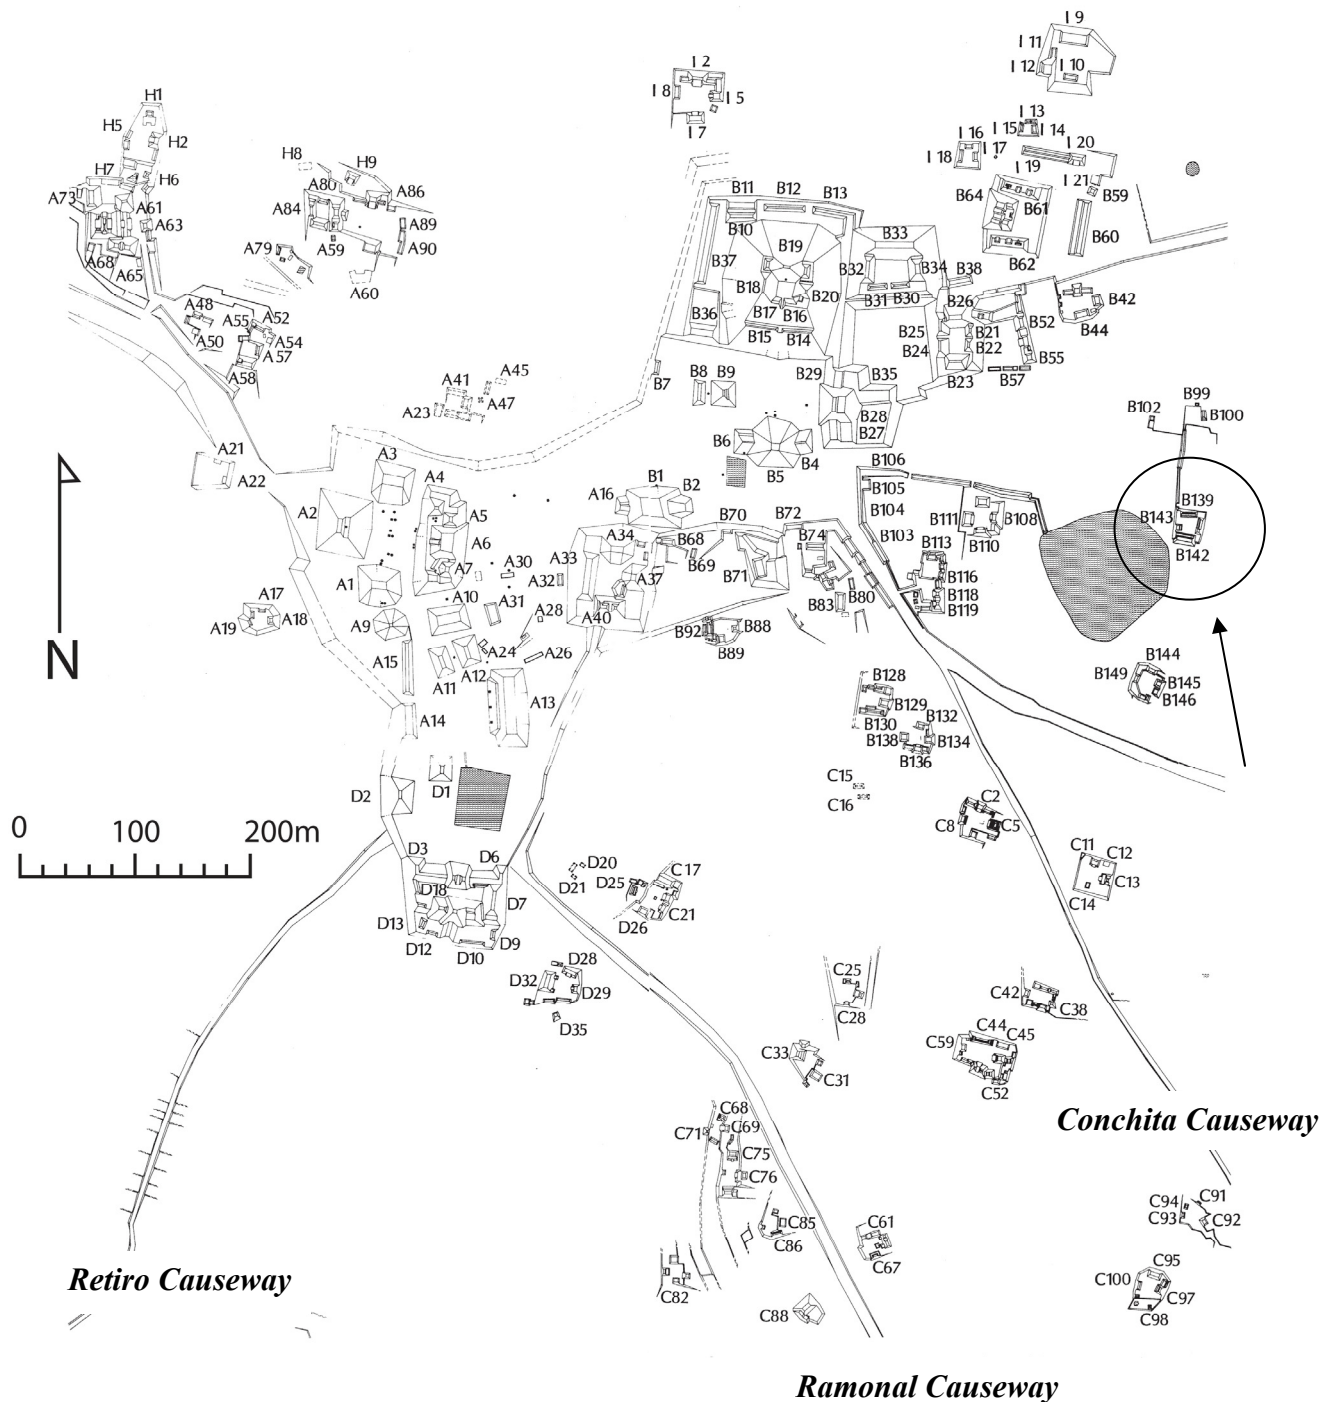 I 9
I 11
I 12
I 10
I 2
I 8
I 5
I 7
I 13
I 15
I 14
I 16
I 17
I 18
I 20
I 19
I 21
H1
H5
H2
H7
H6
A73
A61
A63
A68
A65
H8
H9
A80
A86
A84
A89
A59
A90
A79
A60
B11
B12
B13
B10
B37
B19
B18
B20
B17
B16
B36
B15
B14
B33
B32
B34
B38
B31
B30
B26
B25
B24
B21
B22
B23
B64
B61
B59
B60
B62
B52
B42
B44
B55
B57
A48
A55
A52
A50
A54
A57
A58
A45
A41
A47
A23
B7
B8
B9
B29
B35
B28
B27
B6
B4
B5
B99
B102
B100
A21
A22
A3
A4
A2
A5
A6
A7
A1
A16
B1
B2
B106
B105
B104
B103
B111
B108
B110
B139
B143
B142
B70
B72
B68
B69
B71
B74
B80
B83
B113
B116
B118
B119
A34
A33
A37
A30
A32
A31
A28
A40
A10
A9
A17
A19
A18
A15
A24
A26
A12
A11
A13
A14
B92
B88
B89
B128
B129
B130
B132
B138
B134
B136
B144
B149
B145
B146
N
D1
D2
C15
C16
C2
C8
C5
C11
C12
C13
C14
0 100 200m
D3
D6
D18
D7
D13
D12
D9
D10
D20
D21
D25
C17
C21
D26
D28
D32
D29
D35
C25
C28
C42
C38
C44
C45
C59
C52
C33
C31
Conchita Causeway
C68
C71
C69
C75
C76
C85
C86
C61
C67
C94
C91
C93
C92
Retiro Causeway
C82
C88
C95
C100
C97
C98
Ramonal Causeway